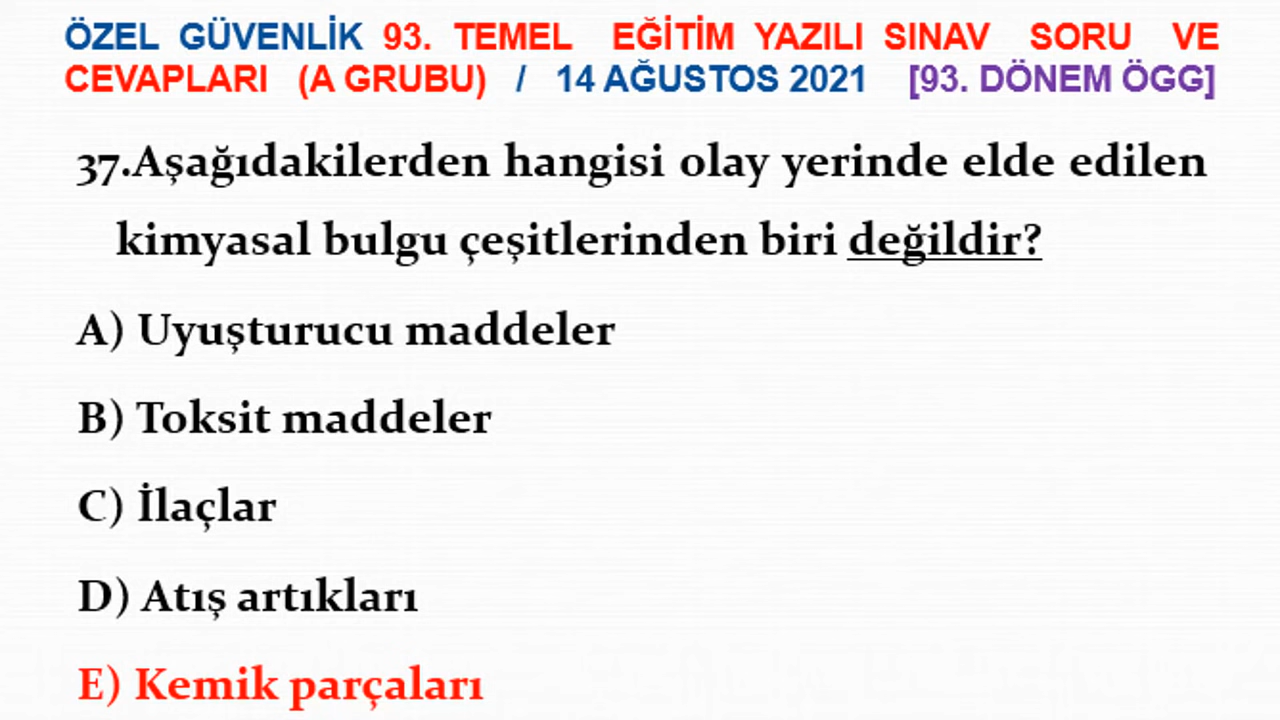 ÖZEL GÜVENLİK 93. TEMEL EĞİTİM YAZILI SINAV SORU VE
CEVAPLARI (A GRUBU) / 14 AĞUSTOS 2021 [93. DÖNEM ÖGG]
37.Aşağıdakilerden hangisi olay yerinde elde edilen
kimyasal bulgu çeşitlerinden biri değildir?
A) Uyuşturucu maddeler
B) Toksit maddeler
C) İlaçlar
D) Atış artıkları
E) Kemik parçaları